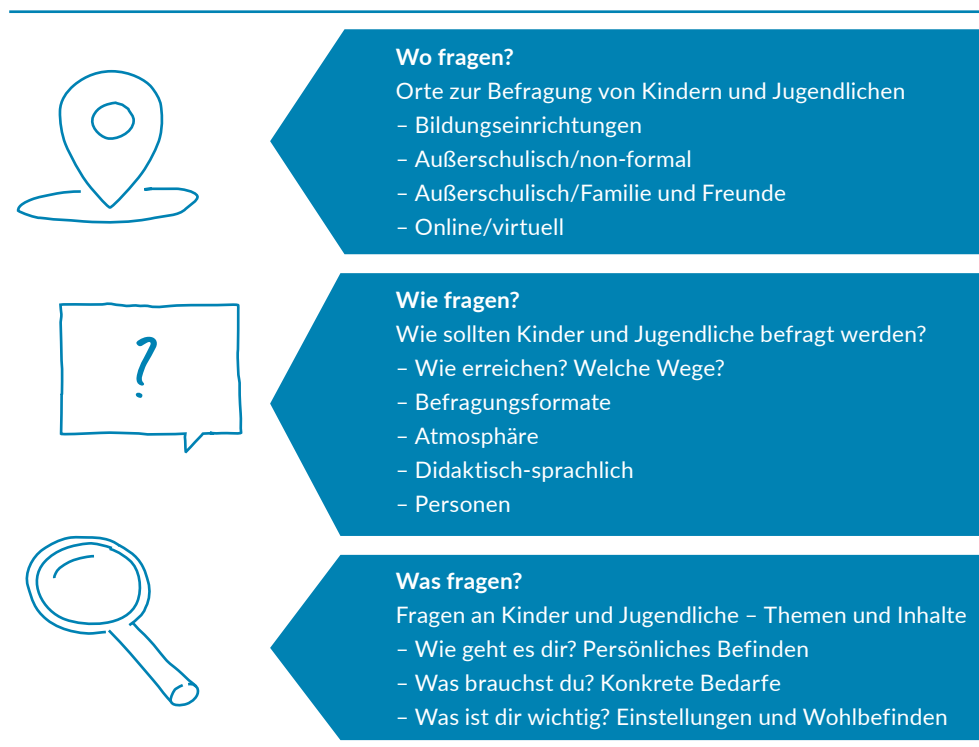 Wo fragen?
Orte zur Befragung von Kindern und Jugendlichen
– Bildungseinrichtungen
– Außerschulisch/non-formal
– Außerschulisch/Familie und Freunde
– Online/virtuell
?
Wie fragen?
Wie sollten Kinder und Jugendliche befragt werden?
– Wie erreichen? Welche Wege?
– Befragungsformate
– Atmosphäre
– Didaktisch-sprachlich
– Personen
Was fragen?
Fragen an Kinder und Jugendliche – Themen und Inhalte
– Wie geht es dir? Persönliches Befinden
– Was brauchst du? Konkrete Bedarfe
– Was ist dir wichtig? Einstellungen und Wohlbefinden